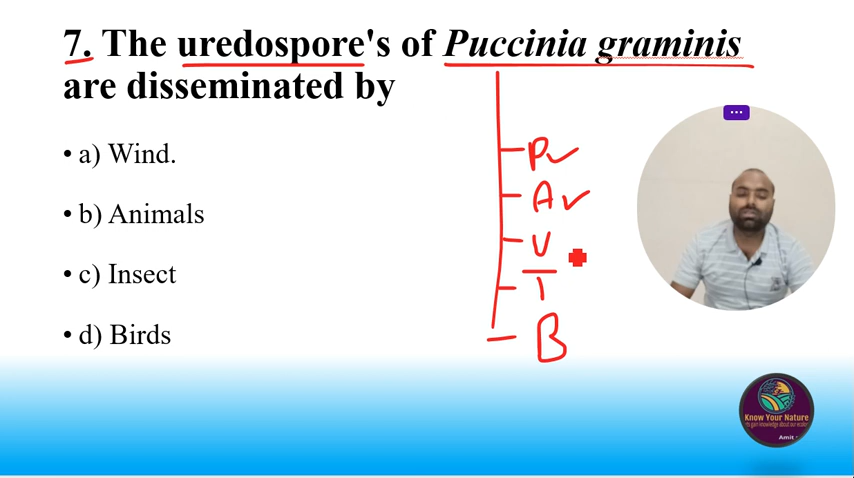 7. The uredospore's of Puccinia graminis
are disseminated by
• a) Wind.
• b) Animals
• c) Insect
• d) Birds
P
A
U
T
B
Know Your Nature
Amit